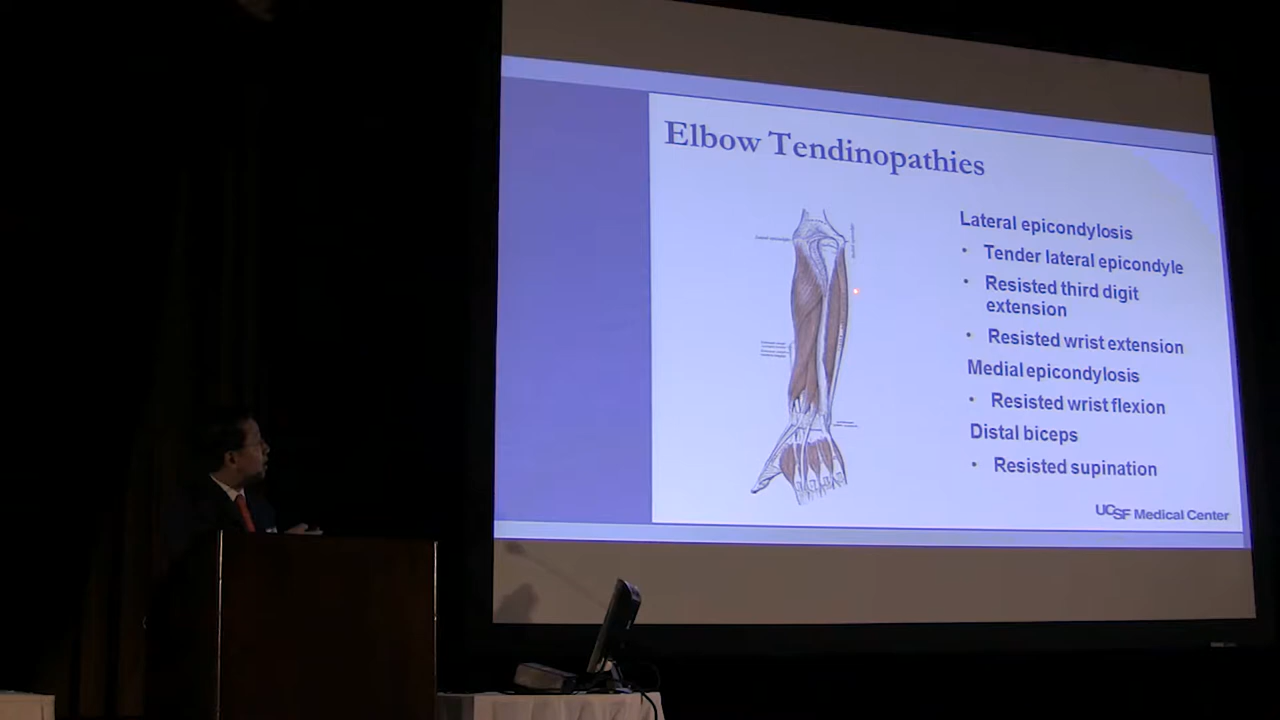 Elbow Tendinopathies
Lateral epicondylosis
• Tender lateral epicondyle
• Resisted third digit
extension
• Resisted wrist extension
Medial epicondylosis
• Resisted wrist flexion
Distal biceps
• Resisted supination
UCSF Medical Center